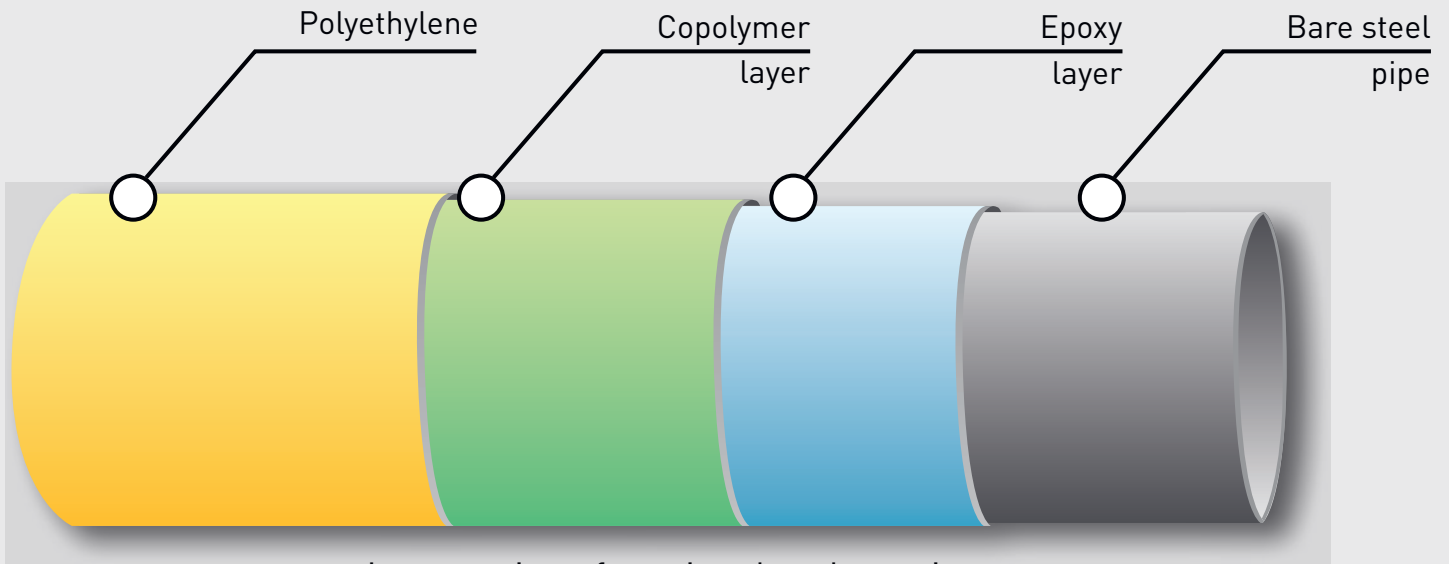 Polyethylene
Copolymer
layer
Epoxy
layer
Bare steel
pipe